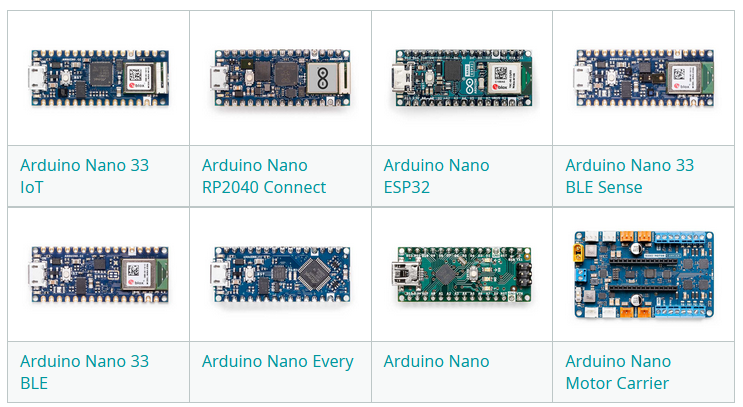 Arduino Nano 33
IoT
Arduino Nano
RP2040 Connect
Arduino Nano
ESP32
Arduino Nano 33
BLE Sense
Arduino Nano 33
BLE
Arduino Nano Every
Arduino Nano
Arduino Nano
Motor Carrier